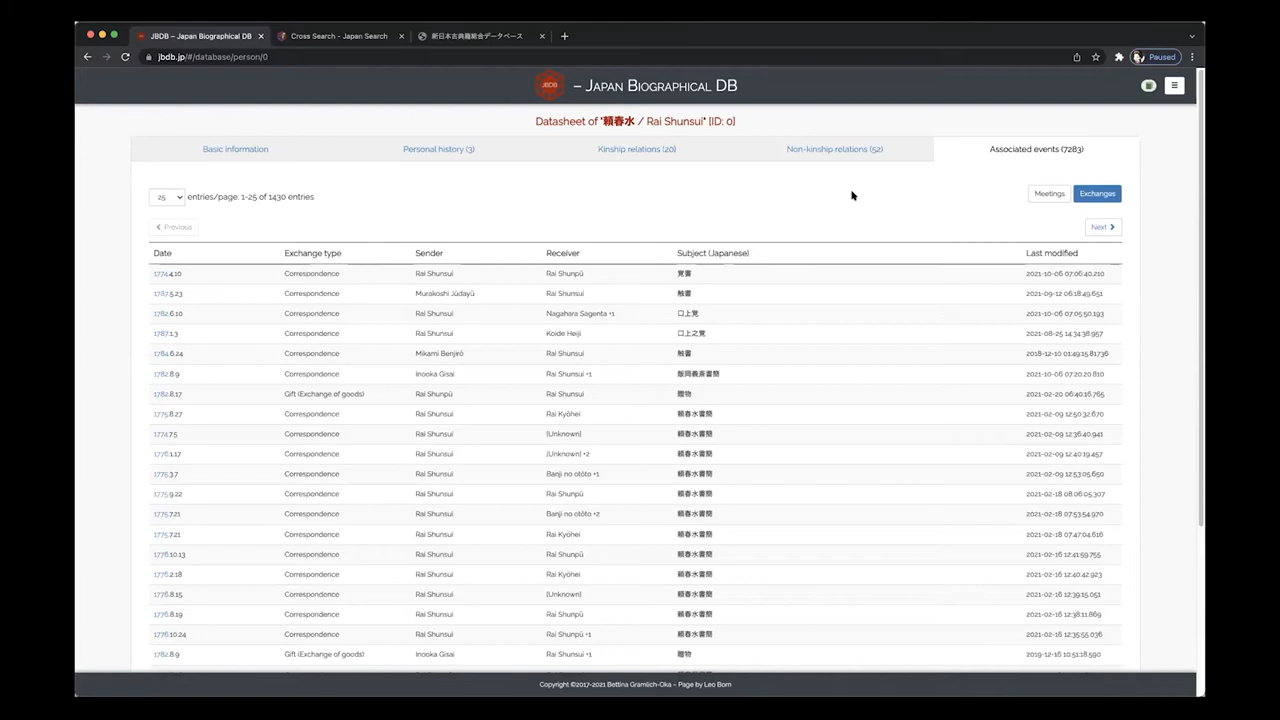 JBDB – Japan Biographical DB
Cross Search - Japan Search
新日本古典籍総合データベース
jbdb.jp/#/database/person/0
Paused
JBDB
– JAPAN BIOGRAPHICAL DB
Datasheet of "頼春水 / Rai Shunsui" [ID: 0]
Basic information
Personal history (3)
Kinship relations (20)
Non-kinship relations (52)
Associated events (7283)
25 entries/page: 1-25 of 1430 entries
Meetings
Exchanges
Previous
Next
Date Exchange type Sender Receiver Subject (Japanese) Last modified
1774.4.10 Correspondence Rai Shunsui Rai Shunpū 覚書 2021-10-06 07:06:40.210
1787.5.23 Correspondence Murakoshi Jūdayū Rai Shunsui 触書 2021-09-12 06:18:49.651
1782.6.10 Correspondence Rai Shunsui Nagahara Sagenta +1 口上覚 2021-10-06 07:05:50.193
1787.1.3 Correspondence Rai Shunsui Koide Heiji 口上之覚 2021-08-25 14:34:38.957
1784.6.24 Correspondence Mikami Benjirō Rai Shunsui 触書 2018-12-10 01:49:15.81736
1782.8.9 Correspondence Inooka Gisai Rai Shunsui +1 飯岡義斎書簡 2021-10-06 07:20:20.810
1782.8.17 Gift (Exchange of goods) Rai Shunpū Rai Shunsui 贈物 2021-02-20 06:40:16.765
1775.8.27 Correspondence Rai Shunsui Rai Kyōhei 頼春水書簡 2021-02-09 12:50:32.670
1774.7.5 Correspondence Rai Shunsui [Unknown] 頼春水書簡 2021-02-09 12:36:40.941
1776.1.17 Correspondence Rai Shunsui [Unknown] +2 頼春水書簡 2021-02-09 12:40:19.457
1775.3.7 Correspondence Rai Shunsui Banji no otōto +1 頼春水書簡 2021-02-09 12:53:05.650
1775.9.22 Correspondence Rai Shunsui Rai Shunpū 頼春水書簡 2021-02-18 08:06:05.307
1775.7.21 Correspondence Rai Shunsui Banji no otōto +2 頼春水書簡 2021-02-18 07:53:54.970
1775.7.21 Correspondence Rai Shunsui Rai Kyōhei 頼春水書簡 2021-02-18 07:47:04.616
1776.10.13 Correspondence Rai Shunsui Rai Shunpū 頼春水書簡 2021-02-16 12:41:59.755
1776.2.18 Correspondence Rai Shunsui Rai Kyōhei 頼春水書簡 2021-02-16 12:40:42.923
1776.8.15 Correspondence Rai Shunsui [Unknown] 頼春水書簡 2021-02-16 12:39:15.051
1776.8.19 Correspondence Rai Shunsui Rai Shunpū 頼春水書簡 2021-02-16 12:38:11.869
1776.10.24 Correspondence Rai Shunsui Rai Shunpū +1 頼春水書簡 2021-02-16 12:35:55.036
1782.8.9 Gift (Exchange of goods) Inooka Gisai Rai Shunsui +1 贈物 2019-12-16 10:51:18.590
Copyright ©2017-2021 Bettina Gramlich-Oka – Page by Leo Born